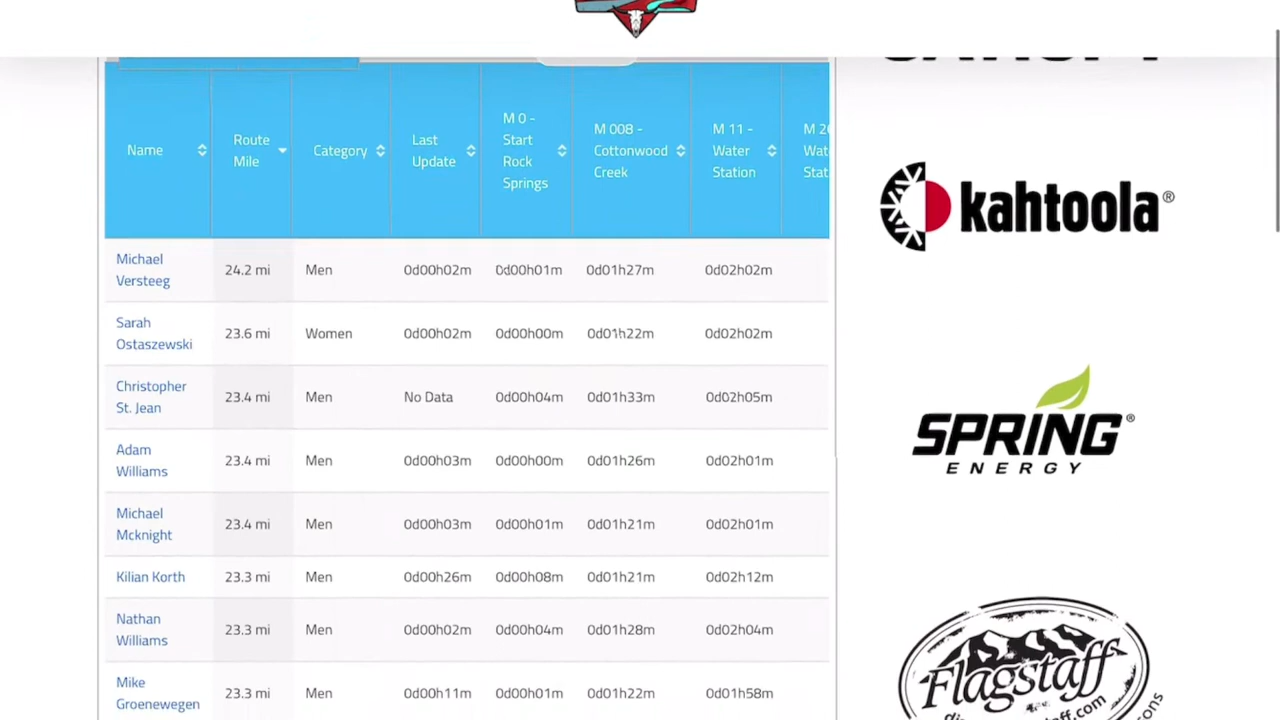 Name
Route
Mile
Category
Last
Update
M 0 -
Start
Rock
Springs
M 008 -
Cottonwood
Creek
M 11 -
Water
Station
Michael
Versteeg
24.2 mi
Men
0d00h02m
0d00h01m
0d01h27m
0d02h02m
Sarah
Ostaszewski
23.6 mi
Women
0d00h02m
0d00h00m
0d01h22m
0d02h02m
Christopher
St. Jean
23.4 mi
Men
No Data
0d00h04m
0d01h33m
0d02h05m
Adam
Williams
23.4 mi
Men
0d00h03m
0d00h00m
0d01h26m
0d02h01m
Michael
Mcknight
23.4 mi
Men
0d00h03m
0d00h01m
0d01h21m
0d02h01m
Kilian Korth
23.3 mi
Men
0d00h26m
0d00h08m
0d01h21m
0d02h12m
Nathan
Williams
23.3 mi
Men
0d00h02m
0d00h04m
0d01h28m
0d02h04m
Mike
Groenewegen
23.3 mi
Men
0d00h11m
0d00h01m
0d01h22m
0d01h58m
kahtoola®
SPRING®
ENERGY
Flagstaff